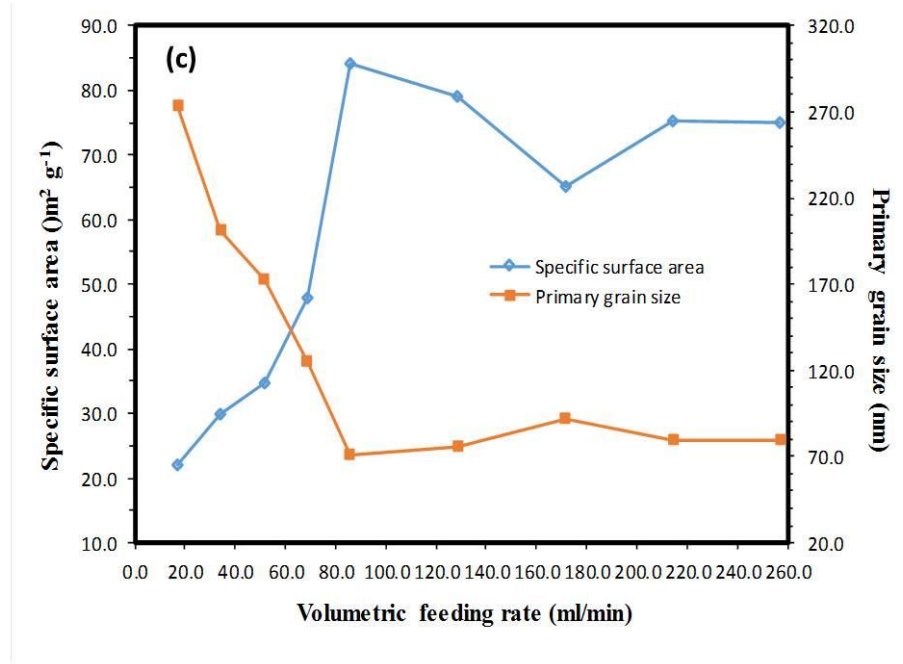 (c)
90.0
80.0
70.0
60.0
50.0
40.0
30.0
20.0
10.0
Specific surface area ()m² g⁻¹)
320.0
270.0
220.0
170.0
120.0
70.0
20.0
Primary grain size (nm)
Specific surface area
Primary grain size
0.0 20.0 40.0 60.0 80.0 100.0 120.0 140.0 160.0 180.0 200.0 220.0 240.0 260.0
Volumetric feeding rate (ml/min)